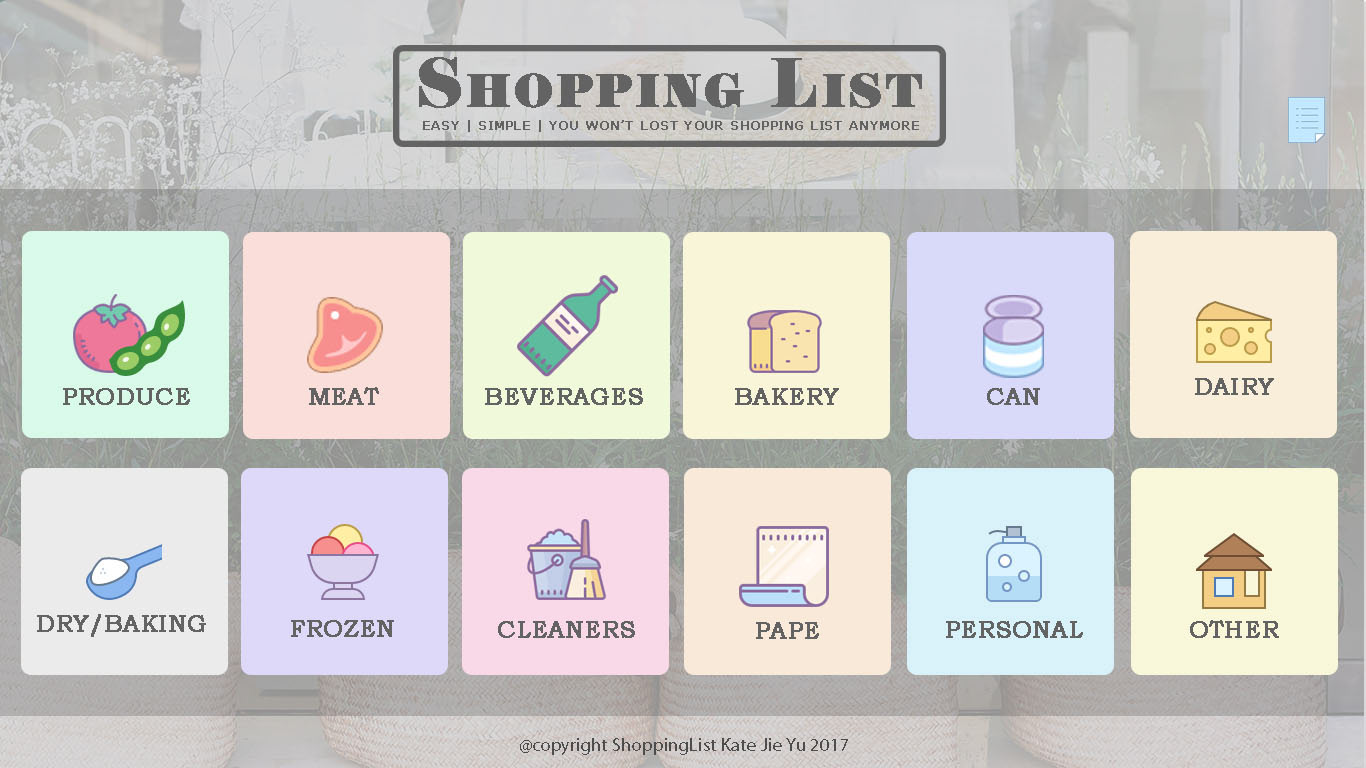 SHOPPING LIST
EASY | SIMPLE | YOU WON'T LOST YOUR SHOPPING LIST ANYMORE
PRODUCE
MEAT
BEVERAGES
BAKERY
CAN
DAIRY
DRY/BAKING
FROZEN
CLEANERS
PAPE
PERSONAL
OTHER
@copyright ShoppingList Kate Jie Yu 2017